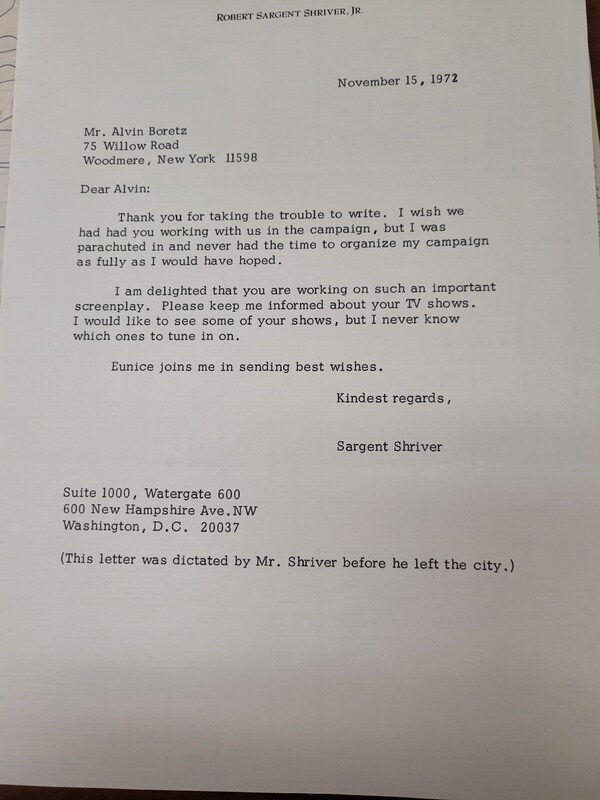 ROBERT SARGENT SHRIVER, JR.
November 15, 1972
Mr. Alvin Boretz
75 Willow Road
Woodmere, New York 11598
Dear Alvin:
Thank you for taking the trouble to write. I wish we
had had you working with us in the campaign, but I was
parachuted in and never had the time to organize my campaign
as fully as I would have hoped.
I am delighted that you are working on such an important
screenplay. Please keep me informed about your TV shows.
I would like to see some of your shows, but I never know
which ones to tune in on.
Eunice joins me in sending best wishes.
Kindest regards,
Sargent Shriver
Suite 1000, Watergate 600
600 New Hampshire Ave.NW
Washington, D.C. 20037
(This letter was dictated by Mr. Shriver before he left the city.)